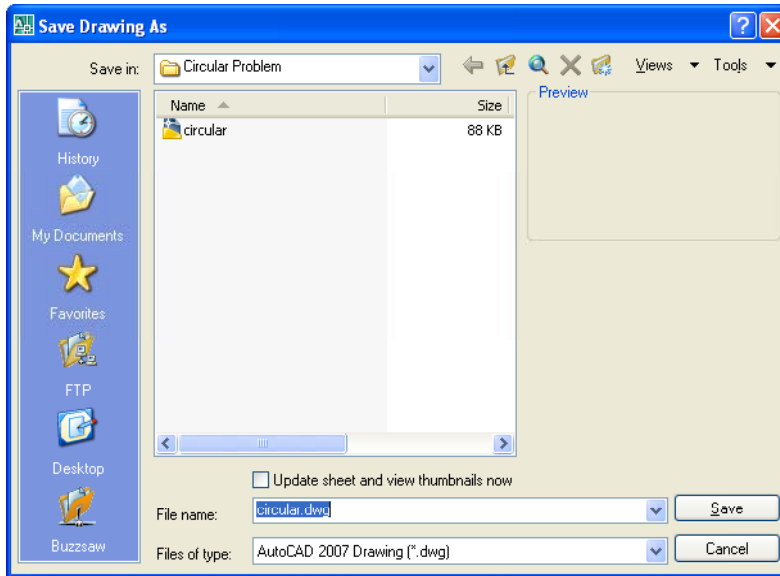 Save Drawing As
Save in: Circular Problem Views Tools
Name Size Preview
circular 88 KB
History
My Documents
Favorites
FTP
Desktop
Buzzsaw
Update sheet and view thumbnails now
File name: circular.dwg Save
Files of type: AutoCAD 2007 Drawing (*.dwg) Cancel